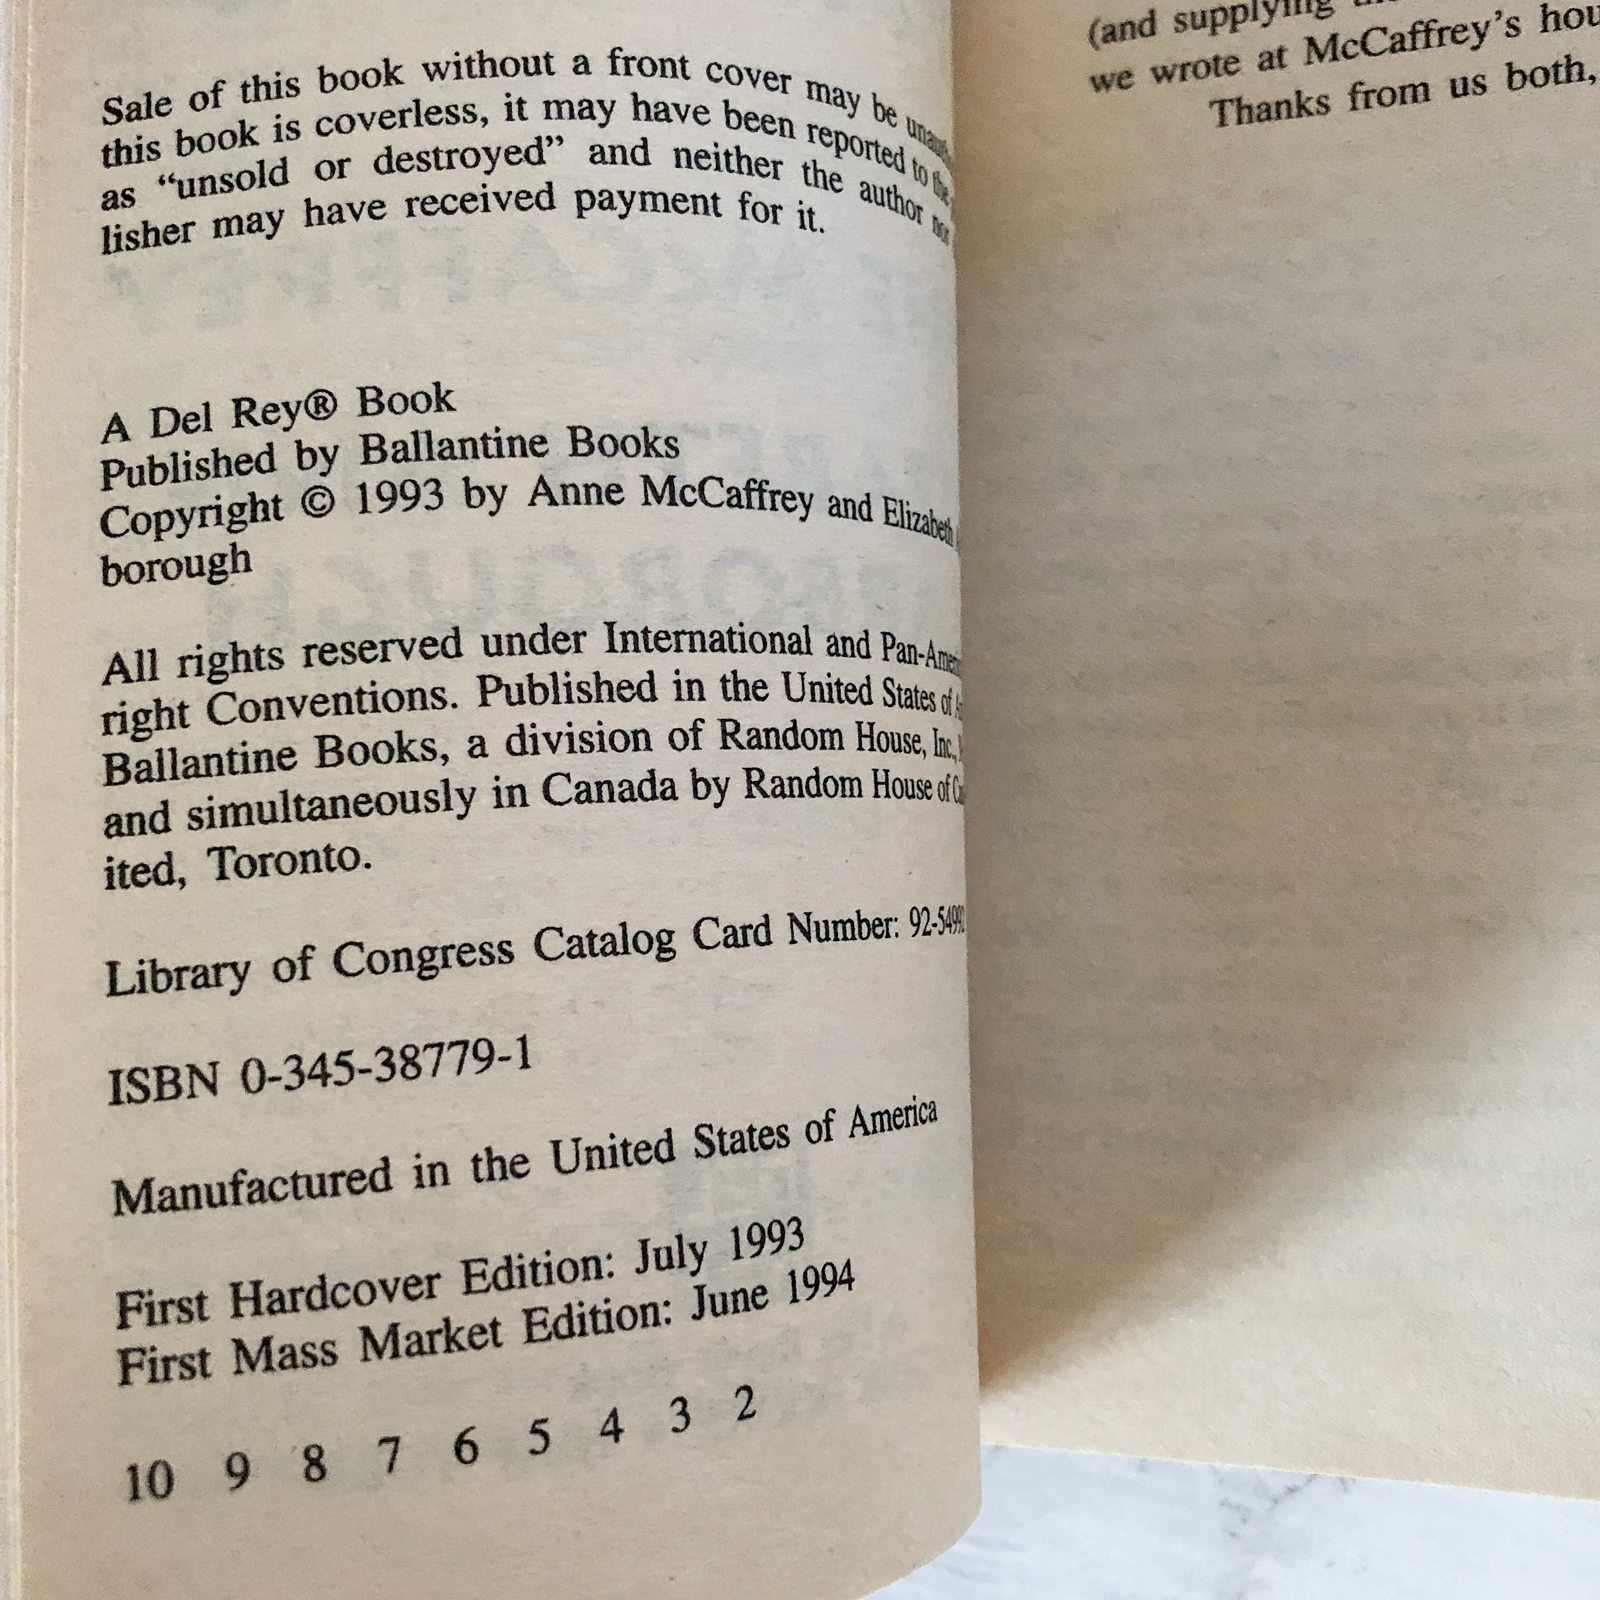 Sale of this book without a front cover may be
this book is coverless, it may have been reported to the
as “unsold or destroyed” and neither the author nor
lisher may have received payment for it.
A Del Rey® Book
Published by Ballantine Books
Copyright © 1993 by Anne McCaffrey and Elizabeth
borough
All rights reserved under International and
right Conventions. Published in the United States of
Ballantine Books, a division of Random House, Inc.,
and simultaneously in Canada by Random House of
ited, Toronto.
Library of Congress Catalog Card Number:
ISBN 0-345-38779-1
Manufactured in the United States of America
First Hardcover Edition: July 1993
First Mass Market Edition: June 1994
10 9 8 7 6 5 4 3 2
(and supplying
we wrote at McCaffrey’s
Thanks from us both,